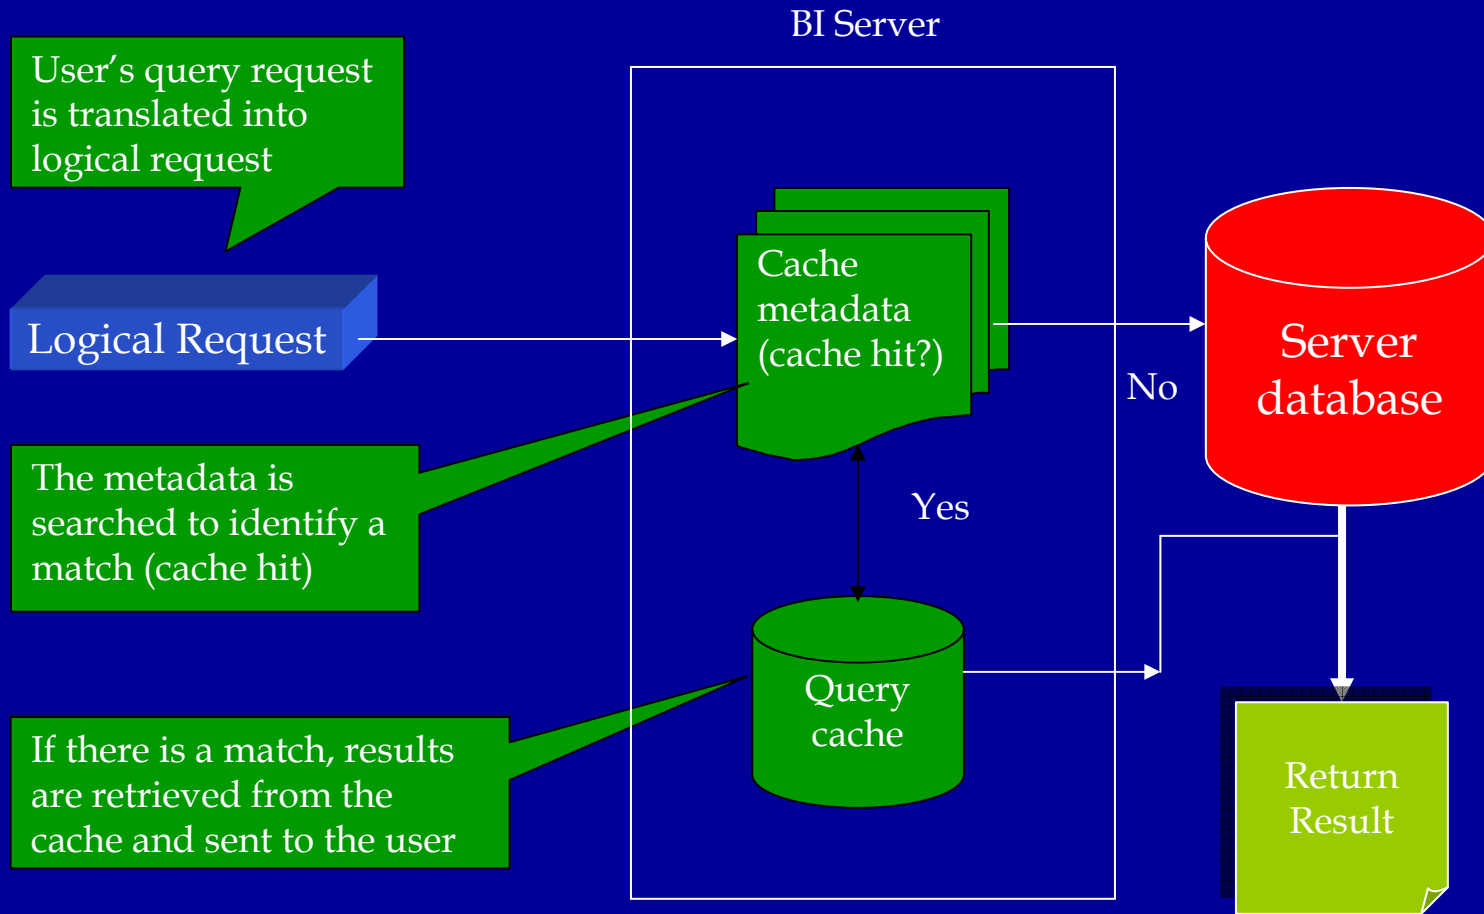 BI Server
User’s query request
is translated into
logical request
Logical Request
Cache
metadata
(cache hit?)
No
Server
database
The metadata is
searched to identify a
match (cache hit)
Yes
Query
cache
If there is a match, results
are retrieved from the
cache and sent to the user
Return
Result